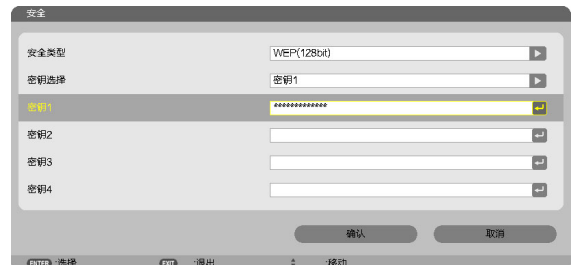 安全
安全类型 WEP(128bit)
密钥选择 密钥1
密钥1 *************
密钥2
密钥3
密钥4
确认 取消
ENTER :选择 EXIT :退出 :移动